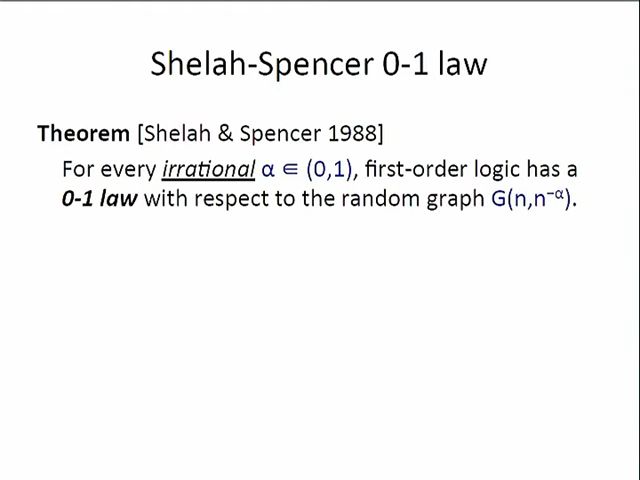 Shelah-Spencer 0-1 law
Theorem [Shelah & Spencer 1988]
For every irrational α ∈ (0,1), first-order logic has a
0-1 law with respect to the random graph G(n,n⁻ᵅ).